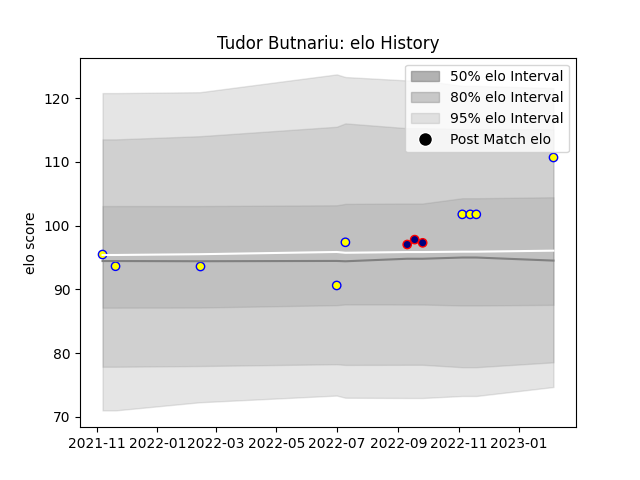 Tudor Butnariu: elo History
50% elo Interval
80% elo Interval
95% elo Interval
Post Match elo
elo score
120
110
100
90
80
70
2021-11 2022-01 2022-03 2022-05 2022-07 2022-09 2022-11 2023-01